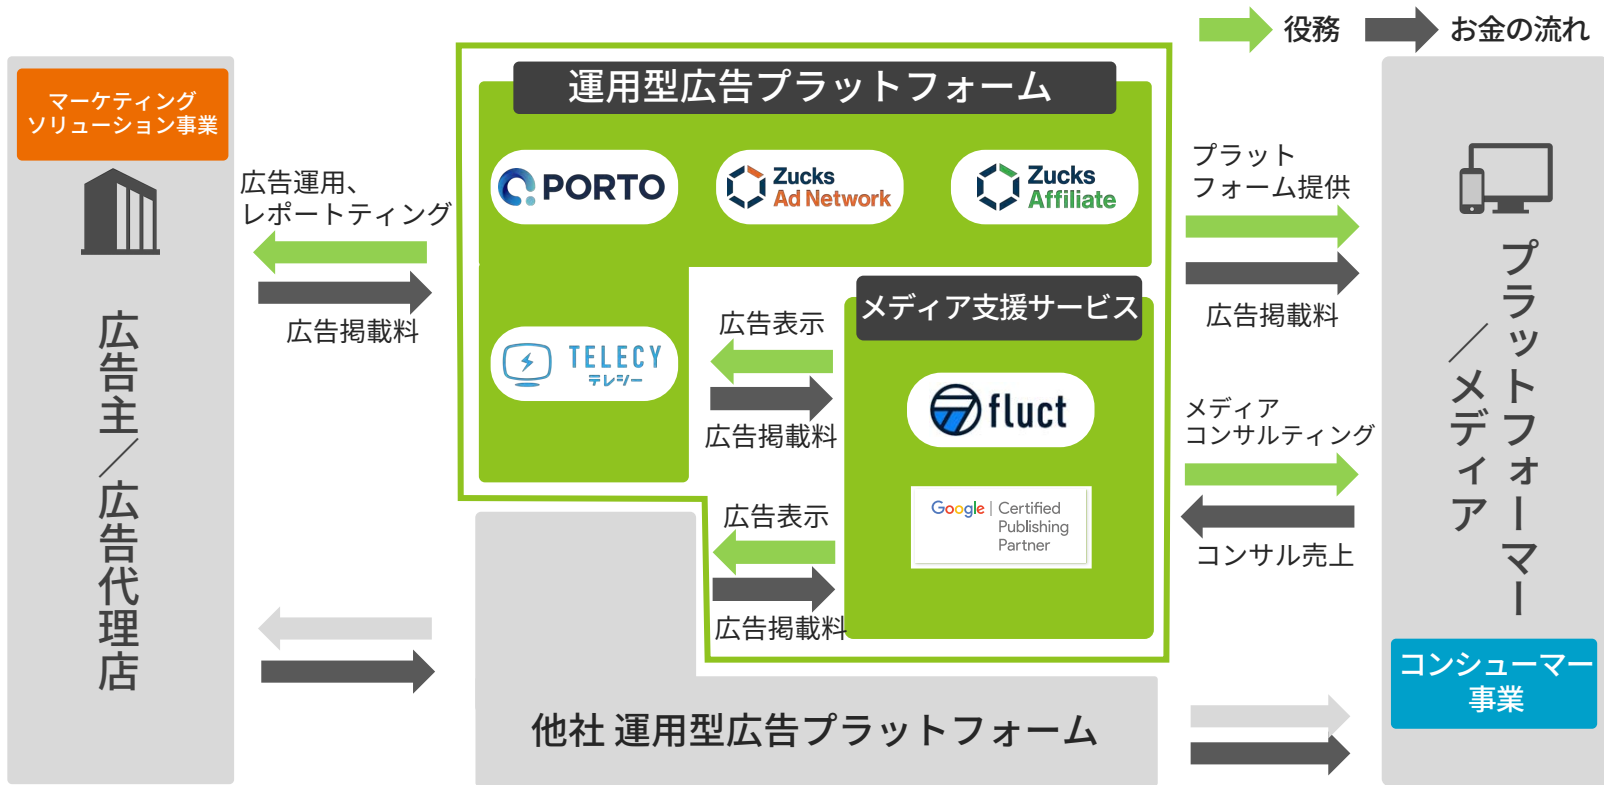 役務
お金の流れ
マーケティング
ソリューション事業
広告主／広告代理店
広告運用、
レポートティング
広告掲載料
運用型広告プラットフォーム
PORTO
Zucks
Ad Network
Zucks
Affiliate
TELECY
テレシー
広告表示
広告掲載料
メディア支援サービス
fluct
Google | Certified
Publishing
Partner
広告表示
広告掲載料
他社 運用型広告プラットフォーム
プラット
フォーム提供
広告掲載料
メディア
コンサルティング
コンサル売上
プラットフォーマー
／メディア
コンシューマー
事業